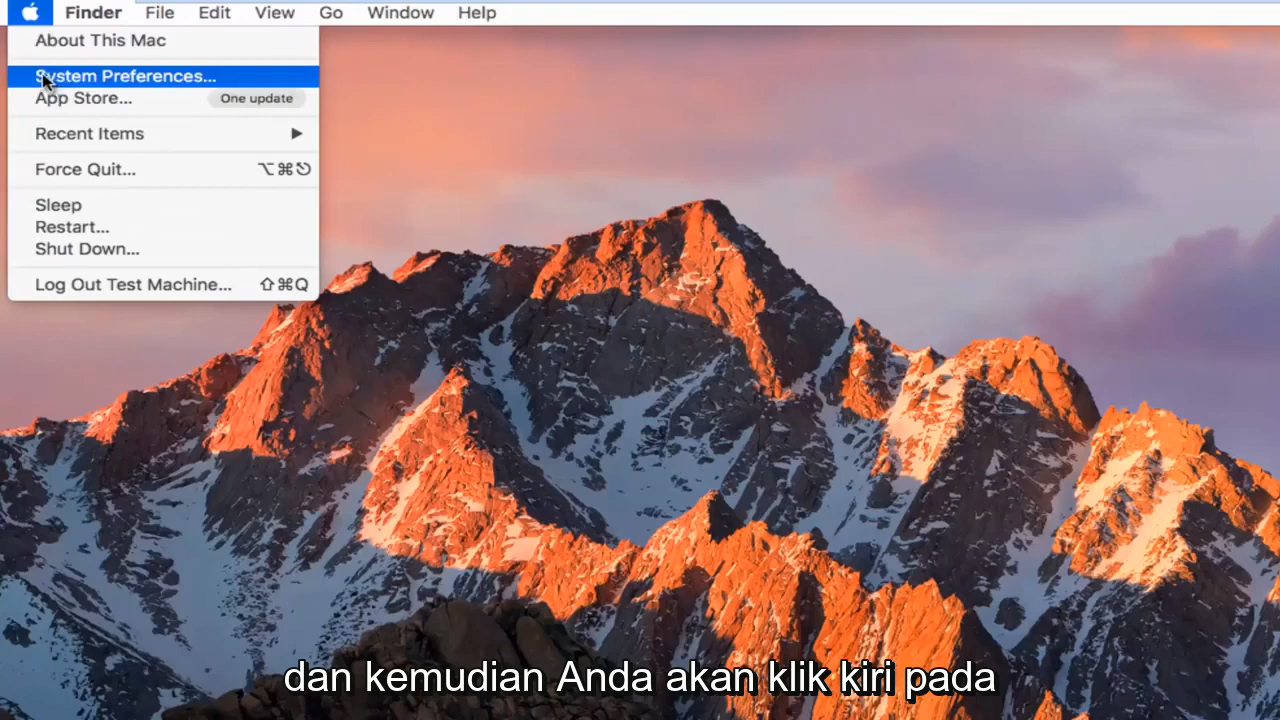 Finder File Edit View Go Window Help
About This Mac
System Preferences...
App Store... One update
Recent Items ▶
Force Quit... ⌥⌘⎋
Sleep
Restart...
Shut Down...
Log Out Test Machine... ⇧⌘Q
dan kemudian Anda akan klik kiri pada